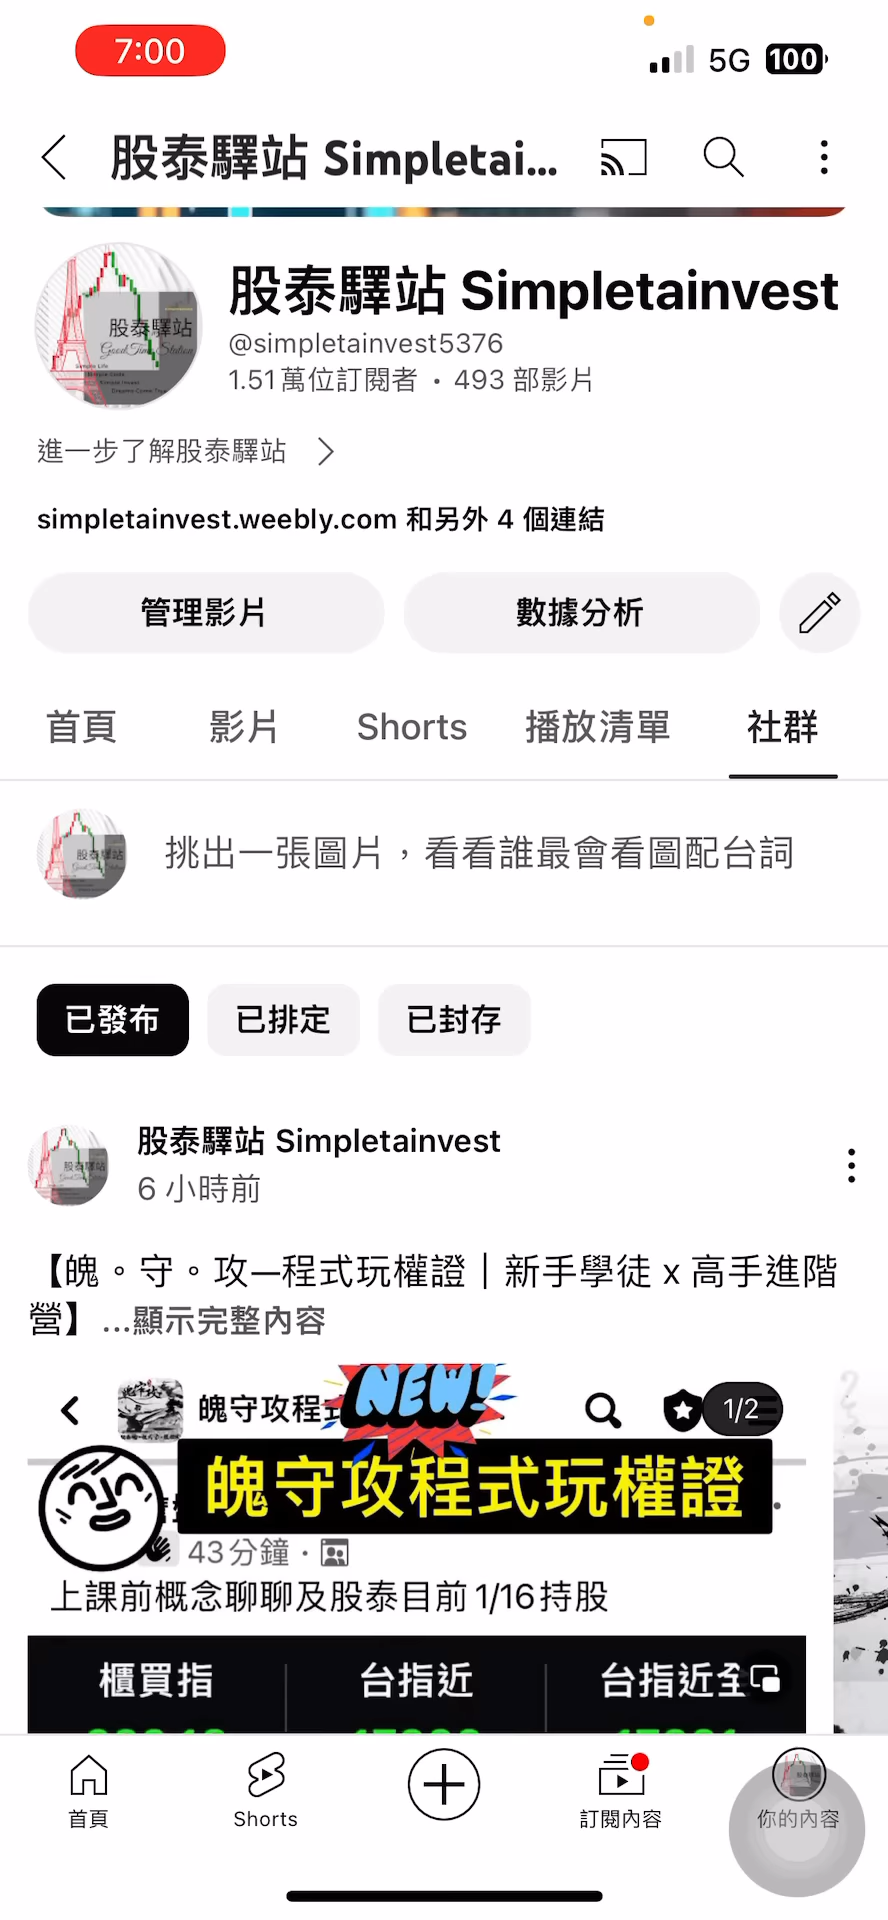 7:00
5G 100
股泰驛站 Simpletai...
股泰驛站
股泰驛站 Simpletainvest
@simpletainvest5376
1.51萬位訂閱者 · 493 部影片
進一步了解股泰驛站
simpletainvest.weebly.com 和另外 4 個連結
管理影片
數據分析
首頁
影片
Shorts
播放清單
社群
挑出一張圖片，看看誰最會看圖配台詞
已發布
已排定
已封存
股泰驛站 Simpletainvest
6 小時前
【魄。守。攻—程式玩權證｜新手學徒 x 高手進階
營】 ...顯示完整內容
魄守攻程
NEW!
1/2
魄守攻程式玩權證
43分鐘 ·
上課前概念聊聊及股泰目前1/16持股
櫃買指
台指近
台指近全
首頁
Shorts
訂閱內容
你的內容